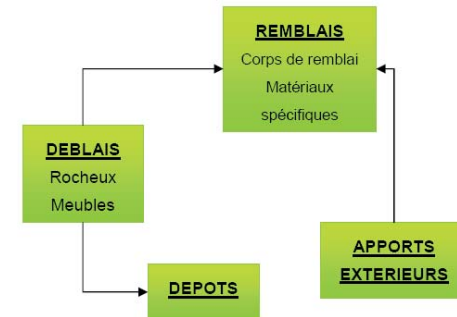 REMBLAIS
Corps de remblai
Matériaux
spécifiques
DEBLAIS
Rocheux
Meubles
APPORTS
EXTERIEURS
DEPOTS